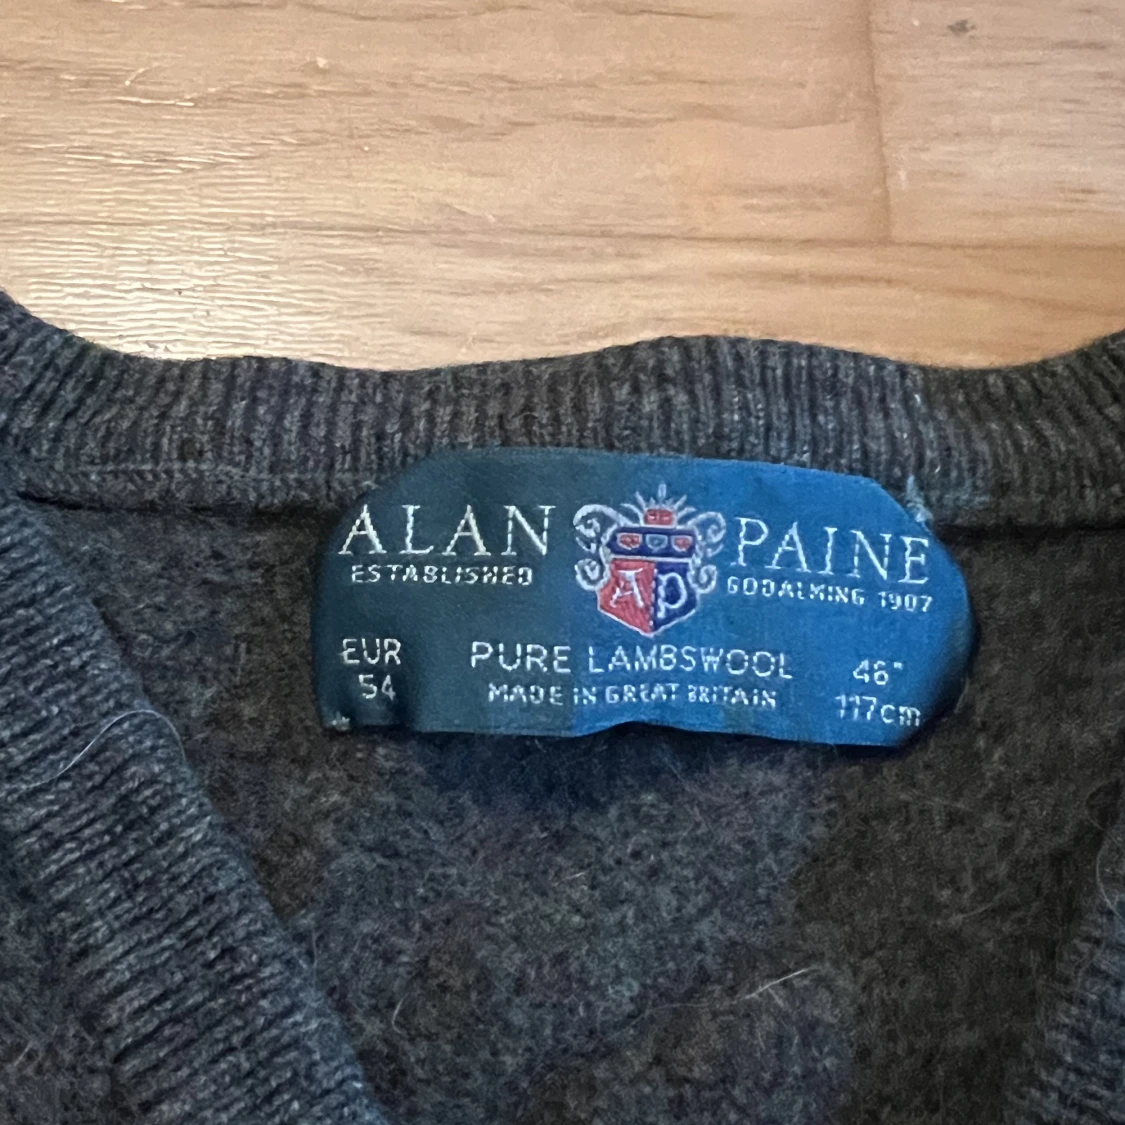 ALAN AP PAINE
ESTABLISHED GODALMING 1907
EUR 54
PURE LAMBSWOOL
MADE IN GREAT BRITAIN
46"
117cm